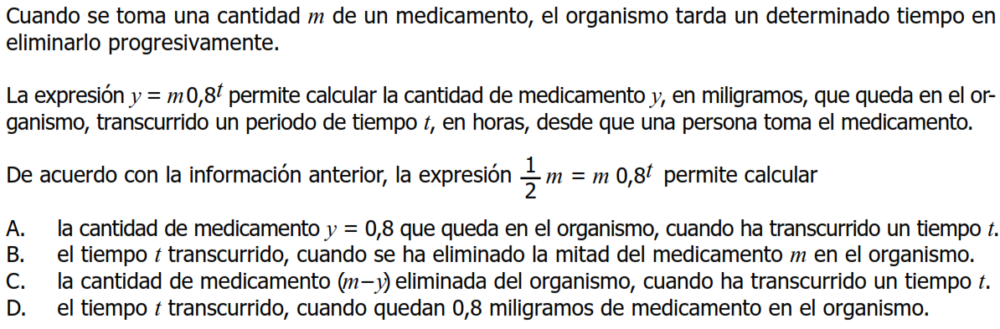 Cuando se toma una cantidad m de un medicamento, el organismo tarda un determinado tiempo en
eliminarlo progresivamente.
La expresión y = m0,8^t permite calcular la cantidad de medicamento y, en miligramos, que queda en el or-
ganismo, transcurrido un periodo de tiempo t, en horas, desde que una persona toma el medicamento.
De acuerdo con la información anterior, la expresión 1/2 m = m 0,8^t permite calcular
A. la cantidad de medicamento y = 0,8 que queda en el organismo, cuando ha transcurrido un tiempo t.
B. el tiempo t transcurrido, cuando se ha eliminado la mitad del medicamento m en el organismo.
C. la cantidad de medicamento (m−y) eliminada del organismo, cuando ha transcurrido un tiempo t.
D. el tiempo t transcurrido, cuando quedan 0,8 miligramos de medicamento en el organismo.